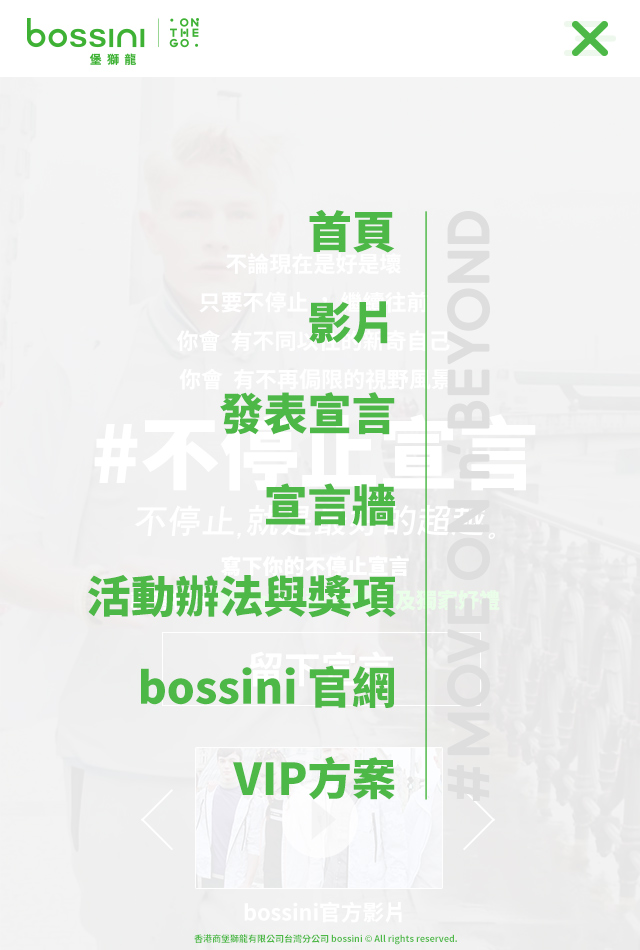 bossini
堡獅龍
ON
THE
GO
首頁
不論現在是好是壞
只要不停止
往前
影片
你會 有不同以往的新奇自己
你會 有不再侷限的視野風景
發表宣言
#不停止宣言
宣言牆
不停止,就是最好的超越。
寫下你的不停止宣言
活動辦法與獎項
留下宣言
bossini 官網
VIP方案
#MOVE ON n' BEYOND
bossini官方影片
香港商堡獅龍有限公司台灣分公司 bossini © All rights reserved.